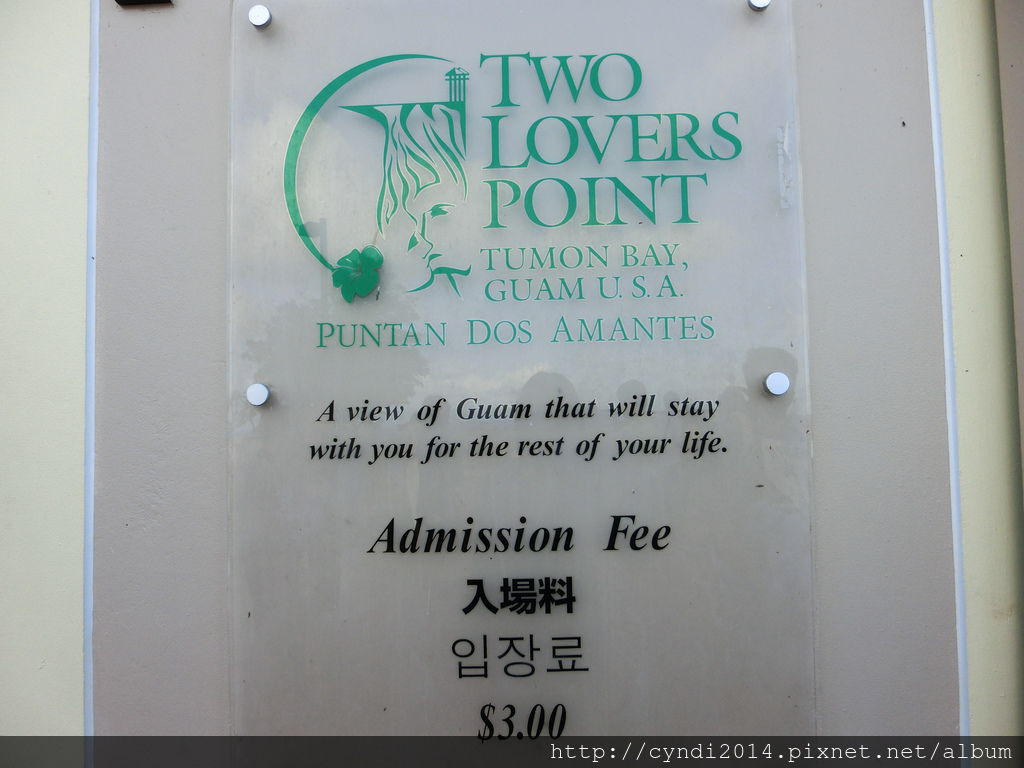 TWO
LOVERS
POINT
TUMON BAY,
GUAM U.S.A.
PUNTAN DOS AMANTES
A view of Guam that will stay
with you for the rest of your life.
Admission Fee
入場料
입장료
$3.00
http://cyndi2014.pixnet.net/album